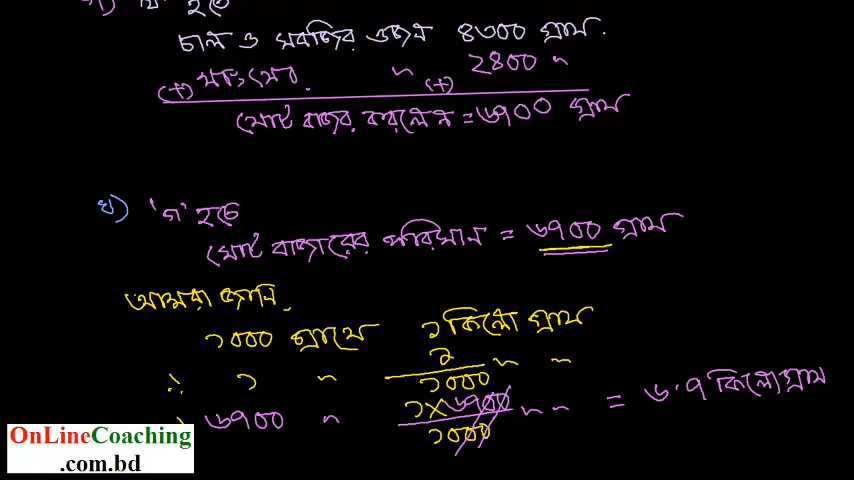 হতে
চাল ও সবজির ওজন ৪৩০০ গ্রাম.
(+) মাংসের " (+) ২৪০০ "
মোট বাজার করলেন = ৬৭০০ গ্রাম
ঘ) 'গ' হতে
মোট বাজারের পরিমান = ৬৭০০ গ্রাম
আমরা জানি,
১০০০ গ্রামে ১ কিলো গ্রাম
∴ ১ " ১/১০০০ " "
∴ ৬৭০০ " ১×৬৭০০/১০০০ " " = ৬.৭ কিলোগ্রাম
OnLineCoaching
.com.bd